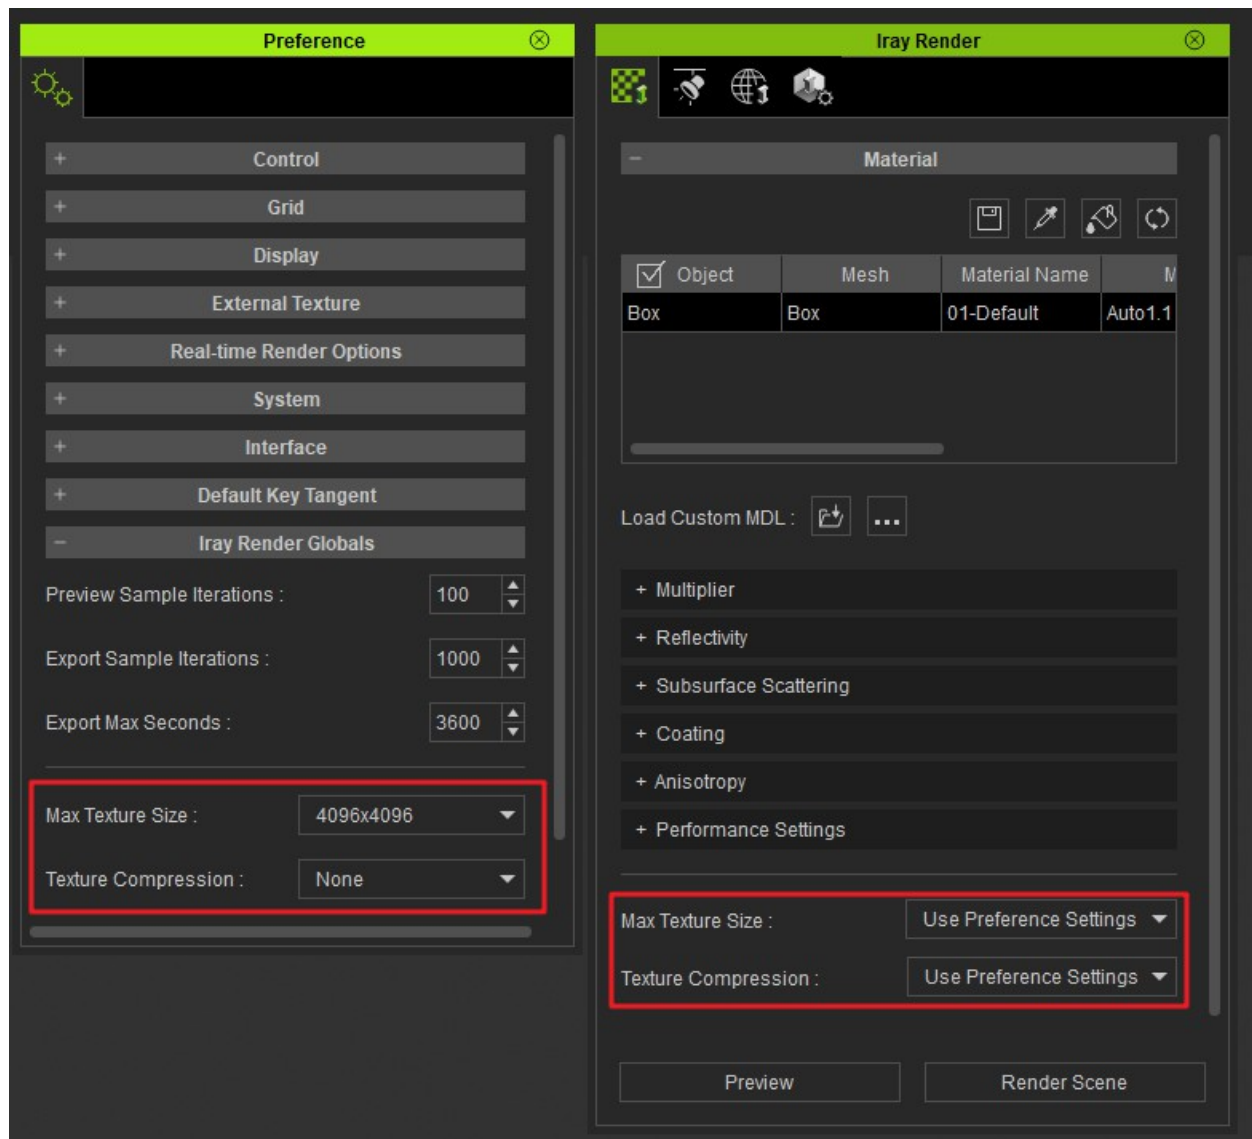 Preference
+ Control
+ Grid
+ Display
+ External Texture
+ Real-time Render Options
+ System
+ Interface
+ Default Key Tangent
− Iray Render Globals
Preview Sample Iterations : 100
Export Sample Iterations : 1000
Export Max Seconds : 3600
Max Texture Size : 4096x4096
Texture Compression : None
Iray Render
− Material
Object Mesh Material Name M
Box Box 01-Default Auto1.1
Load Custom MDL : ...
+ Multiplier
+ Reflectivity
+ Subsurface Scattering
+ Coating
+ Anisotropy
+ Performance Settings
Max Texture Size : Use Preference Settings
Texture Compression : Use Preference Settings
Preview Render Scene